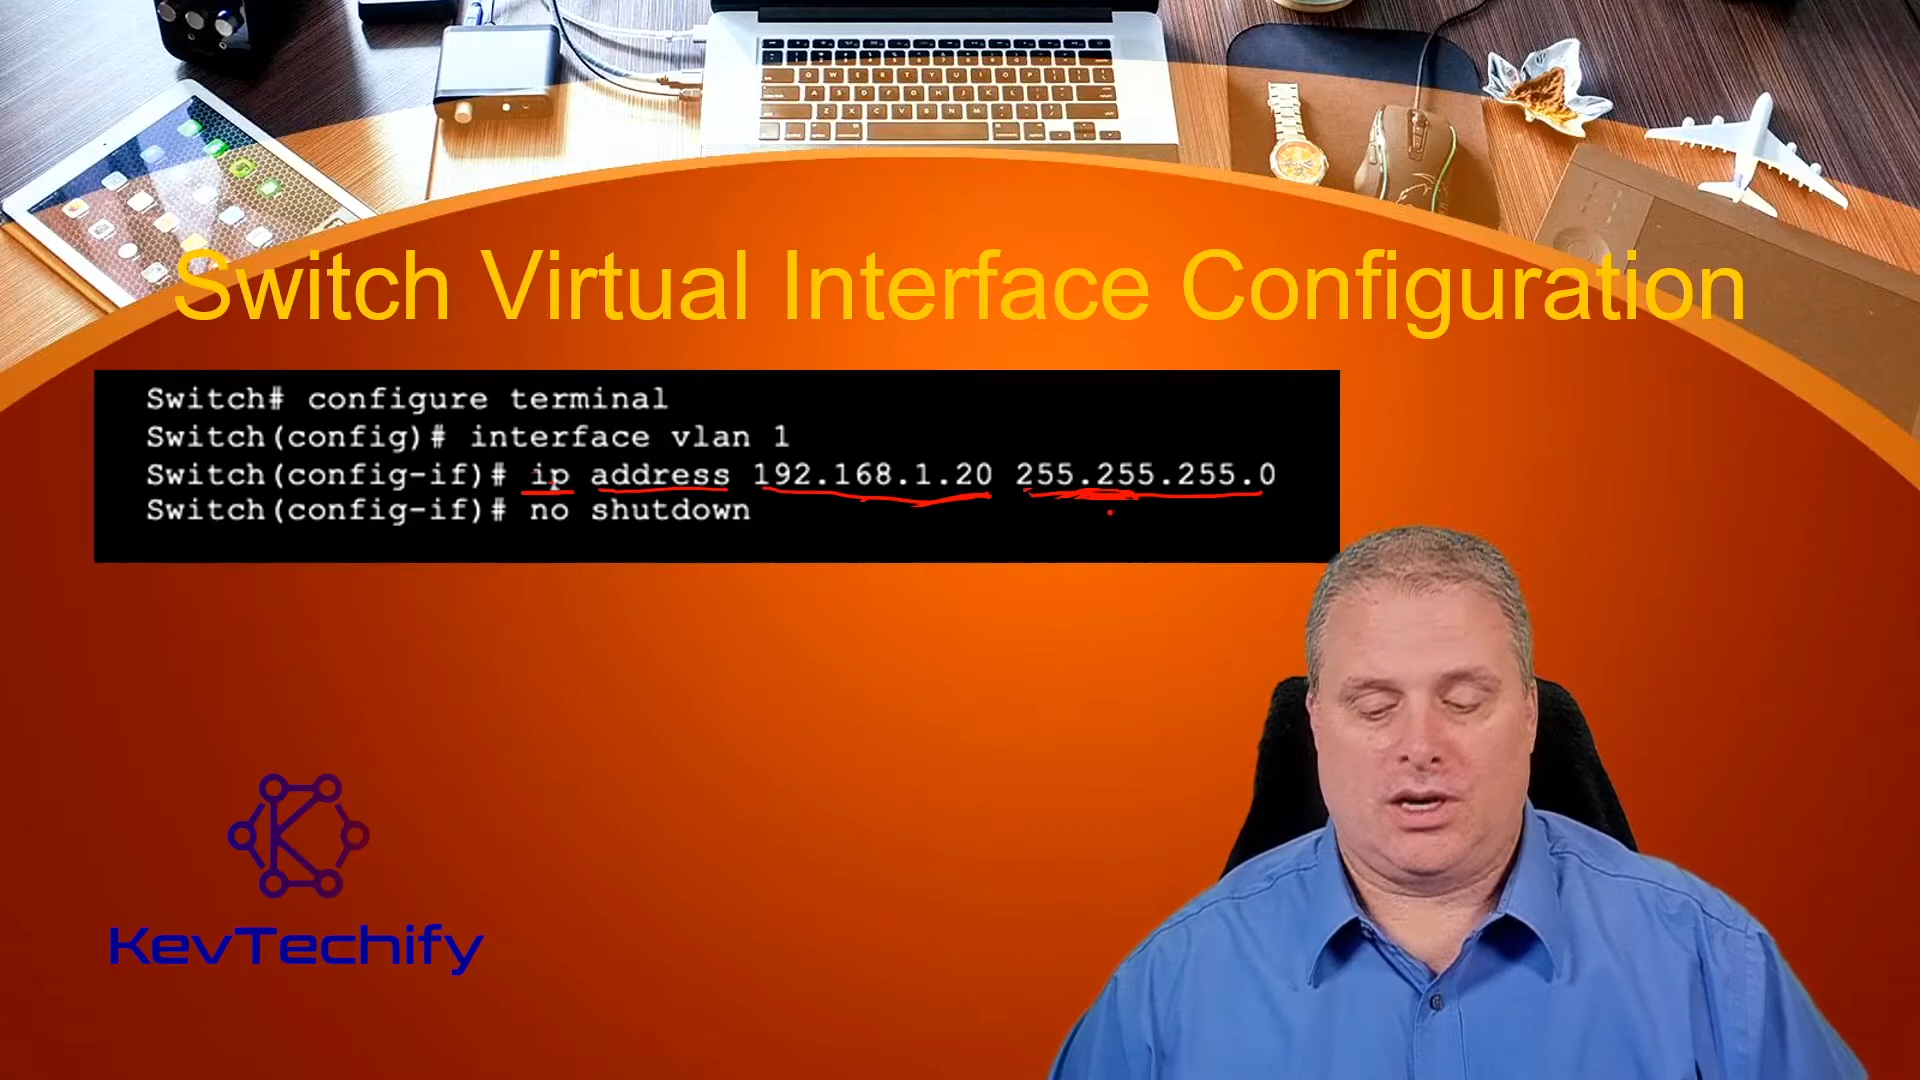 Switch Virtual Interface Configuration
Switch# configure terminal
Switch(config)# interface vlan 1
Switch(config-if)# ip address 192.168.1.20 255.255.255.0
Switch(config-if)# no shutdown
KevTechify